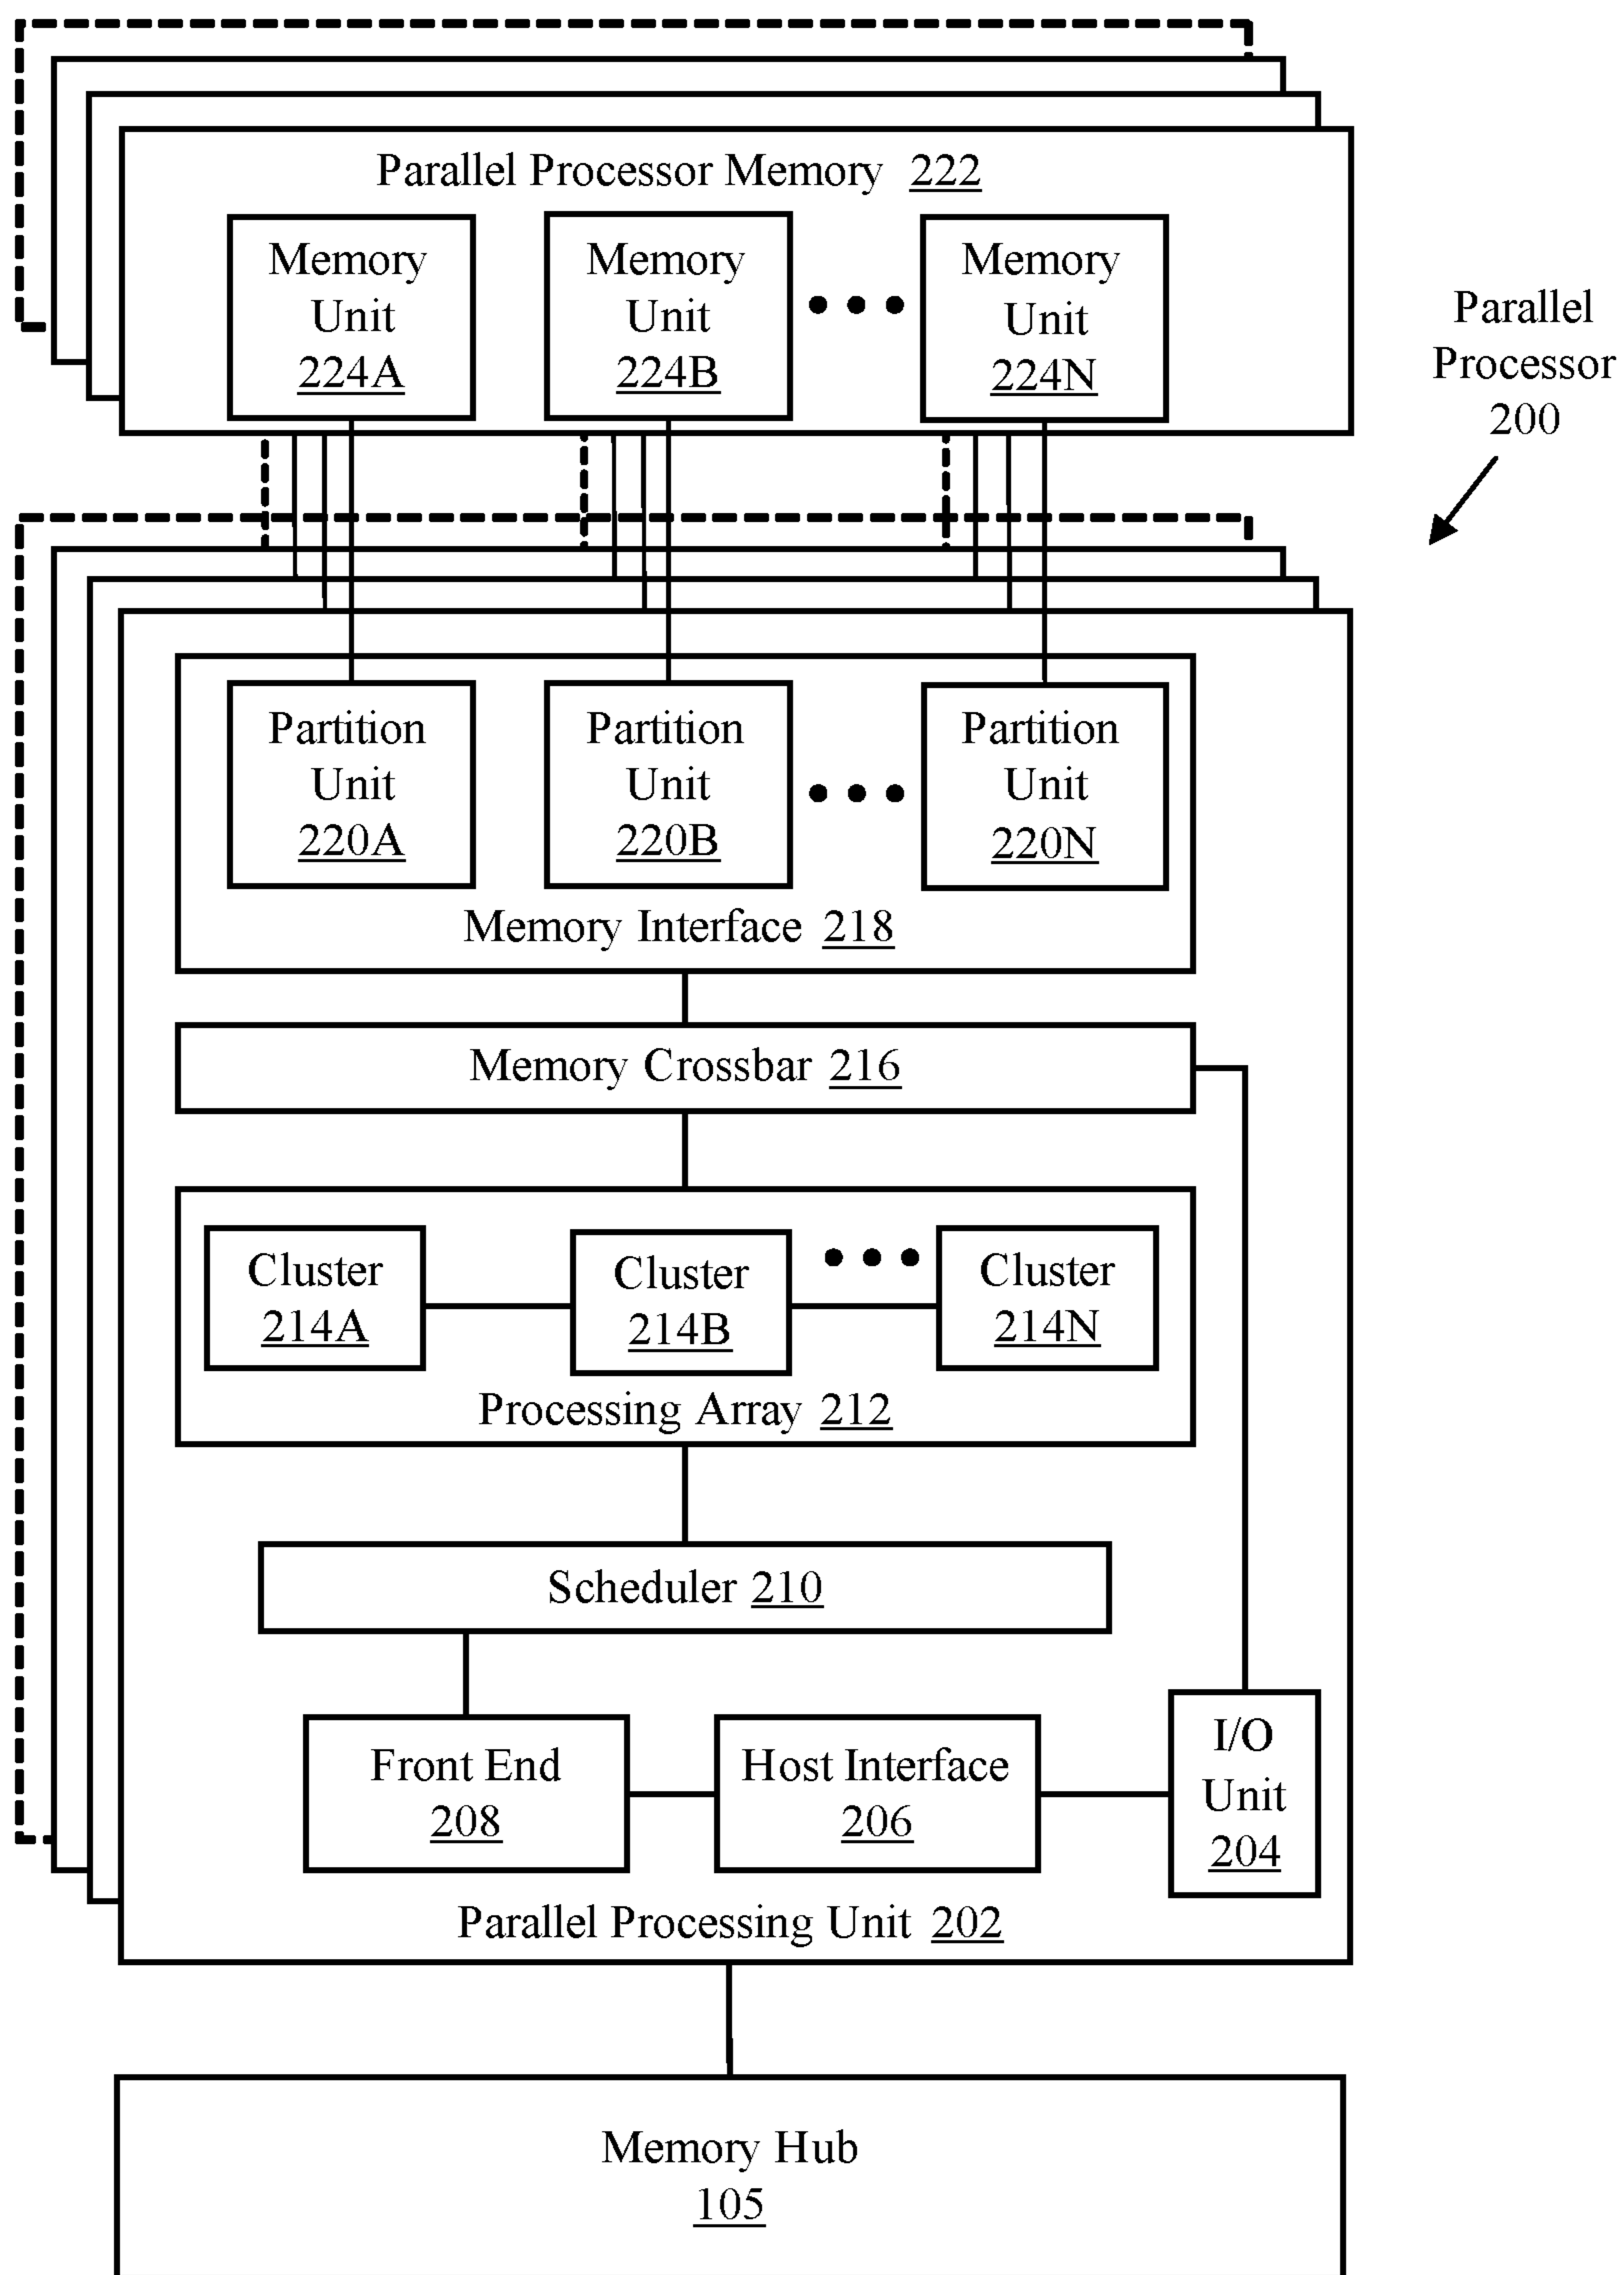 Parallel Processor Memory 222
Memory
Unit
224A
Memory
Unit
224B
Memory
Unit
224N
Parallel
Processor
200
Partition
Unit
220A
Partition
Unit
220B
Partition
Unit
220N
Memory Interface 218
Memory Crossbar 216
Cluster
214A
Cluster
214B
Cluster
214N
Processing Array 212
Scheduler 210
Front End
208
Host Interface
206
I/O
Unit
204
Parallel Processing Unit 202
Memory Hub
105